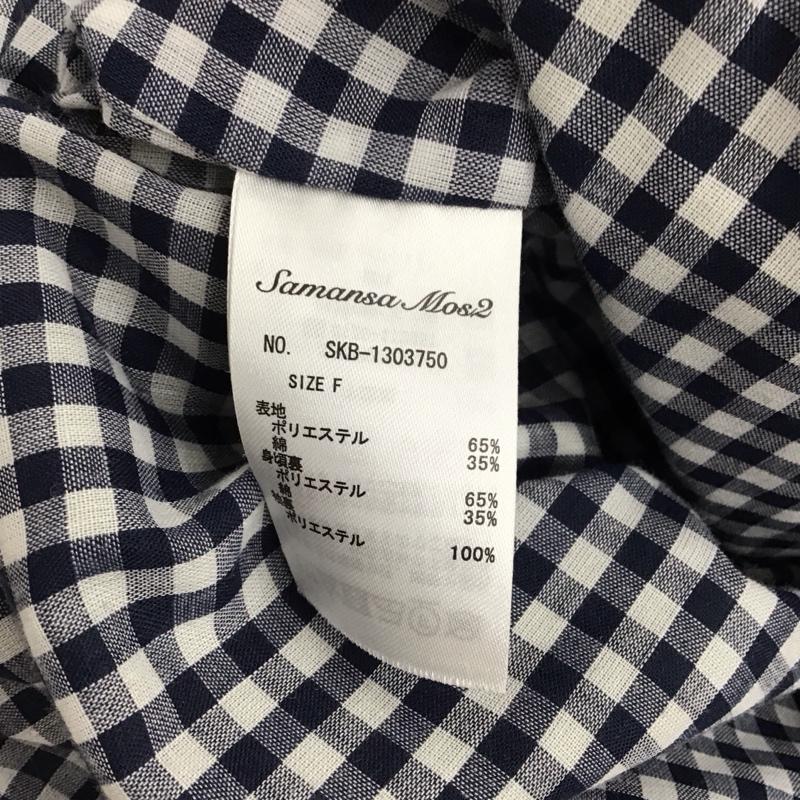 Samansa Mos2
NO. SKB-1303750
SIZE F
表地
ポリエステル 65%
綿 35%
身頃裏
ポリエステル 65%
綿 35%
ポリエステル 100%